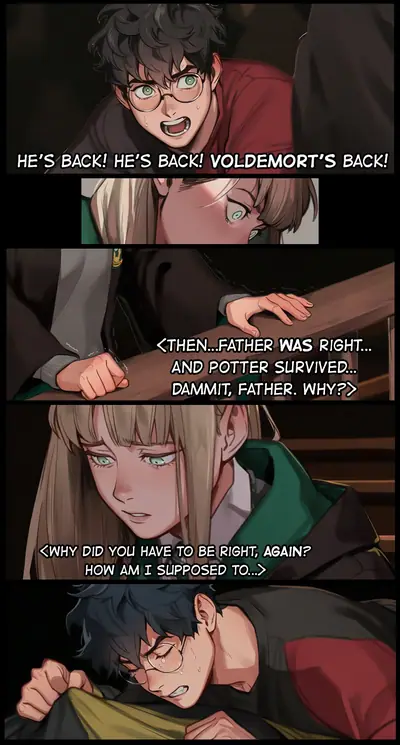 HE'S BACK! HE'S BACK! VOLDEMORT'S BACK!
<THEN...FATHER WAS RIGHT...
AND POTTER SURVIVED...
DAMMIT, FATHER. WHY?>
<WHY DID YOU HAVE TO BE RIGHT, AGAIN?
HOW AM I SUPPOSED TO...>